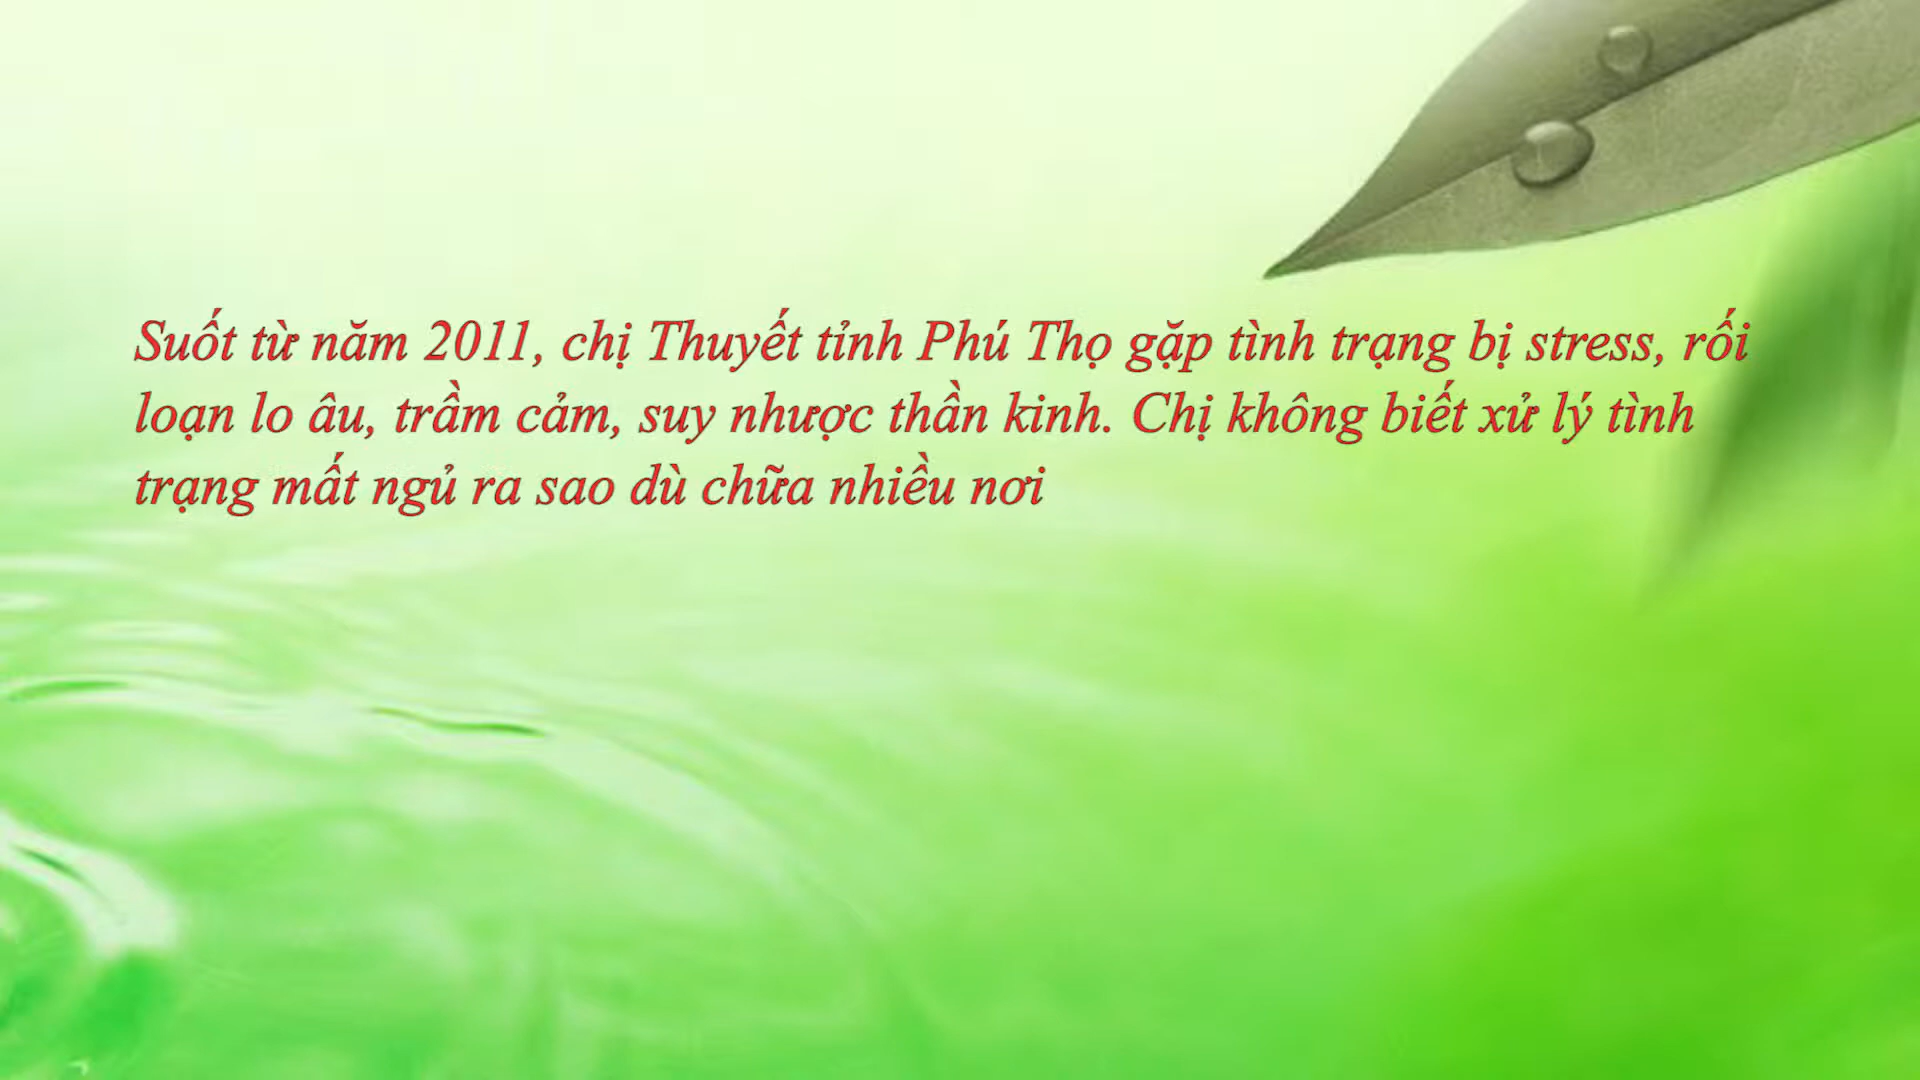 Suốt từ năm 2011, chị Thuyết tỉnh Phú Thọ gặp tình trạng bị stress, rối
loạn lo âu, trầm cảm, suy nhược thần kinh. Chị không biết xử lý tình
trạng mất ngủ ra sao dù chữa nhiều nơi